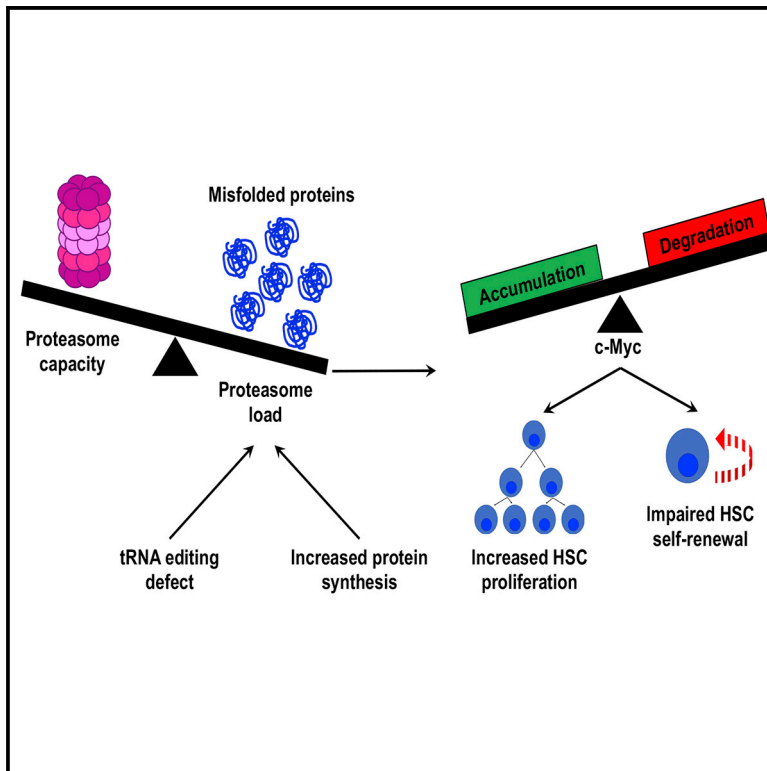 Misfolded proteins
Proteasome
capacity
Proteasome
load
tRNA editing
defect
Increased protein
synthesis
Accumulation
Degradation
c-Myc
Increased HSC
proliferation
Impaired HSC
self-renewal